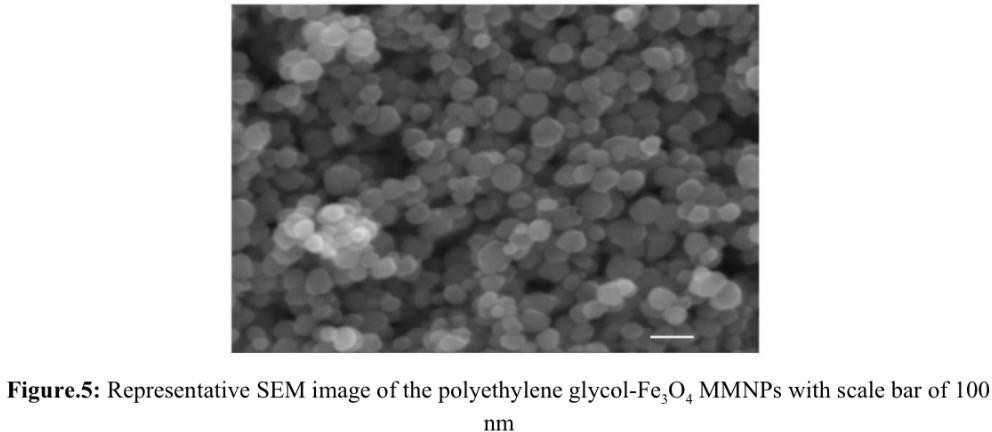 Figure.5: Representative SEM image of the polyethylene glycol-Fe₃O₄ MMNPs with scale bar of 100
nm